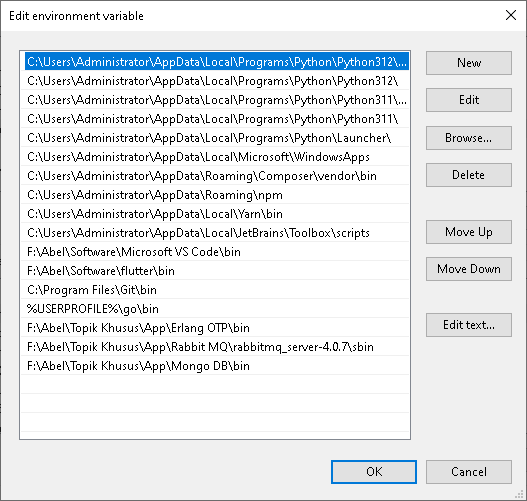 Edit environment variable
C:\Users\Administrator\AppData\Local\Programs\Python\Python312\...
New
C:\Users\Administrator\AppData\Local\Programs\Python\Python312\
C:\Users\Administrator\AppData\Local\Programs\Python\Python311\...
Edit
C:\Users\Administrator\AppData\Local\Programs\Python\Python311\
C:\Users\Administrator\AppData\Local\Programs\Python\Launcher\
Browse...
C:\Users\Administrator\AppData\Local\Microsoft\WindowsApps
C:\Users\Administrator\AppData\Roaming\Composer\vendor\bin
Delete
C:\Users\Administrator\AppData\Roaming\npm
C:\Users\Administrator\AppData\Local\Yarn\bin
C:\Users\Administrator\AppData\Local\JetBrains\Toolbox\scripts
Move Up
F:\Abel\Software\Microsoft VS Code\bin
F:\Abel\Software\flutter\bin
Move Down
C:\Program Files\Git\bin
%USERPROFILE%\go\bin
F:\Abel\Topik Khusus\App\Erlang OTP\bin
Edit text...
F:\Abel\Topik Khusus\App\Rabbit MQ\rabbitmq_server-4.0.7\sbin
F:\Abel\Topik Khusus\App\Mongo DB\bin
OK
Cancel